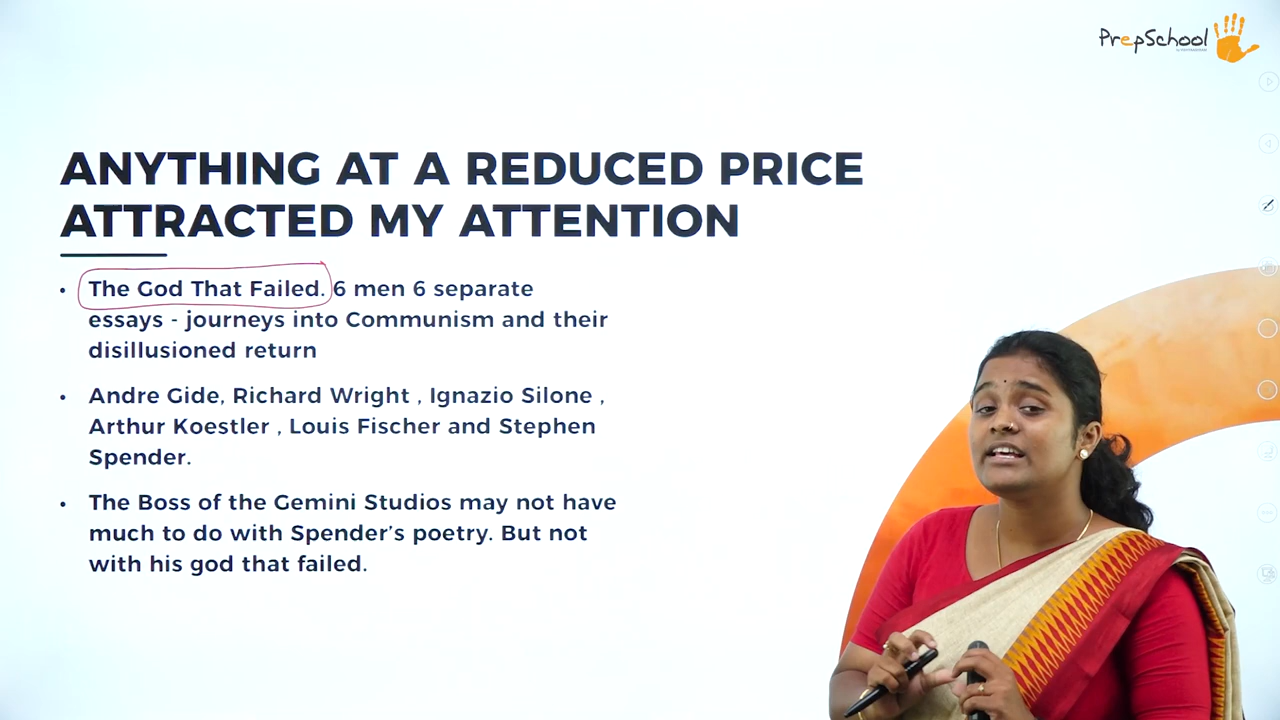 PrepSchool
ANYTHING AT A REDUCED PRICE
ATTRACTED MY ATTENTION
• The God That Failed. 6 men 6 separate
essays - journeys into Communism and their
disillusioned return
• Andre Gide, Richard Wright , Ignazio Silone ,
Arthur Koestler , Louis Fischer and Stephen
Spender.
• The Boss of the Gemini Studios may not have
much to do with Spender’s poetry. But not
with his god that failed.